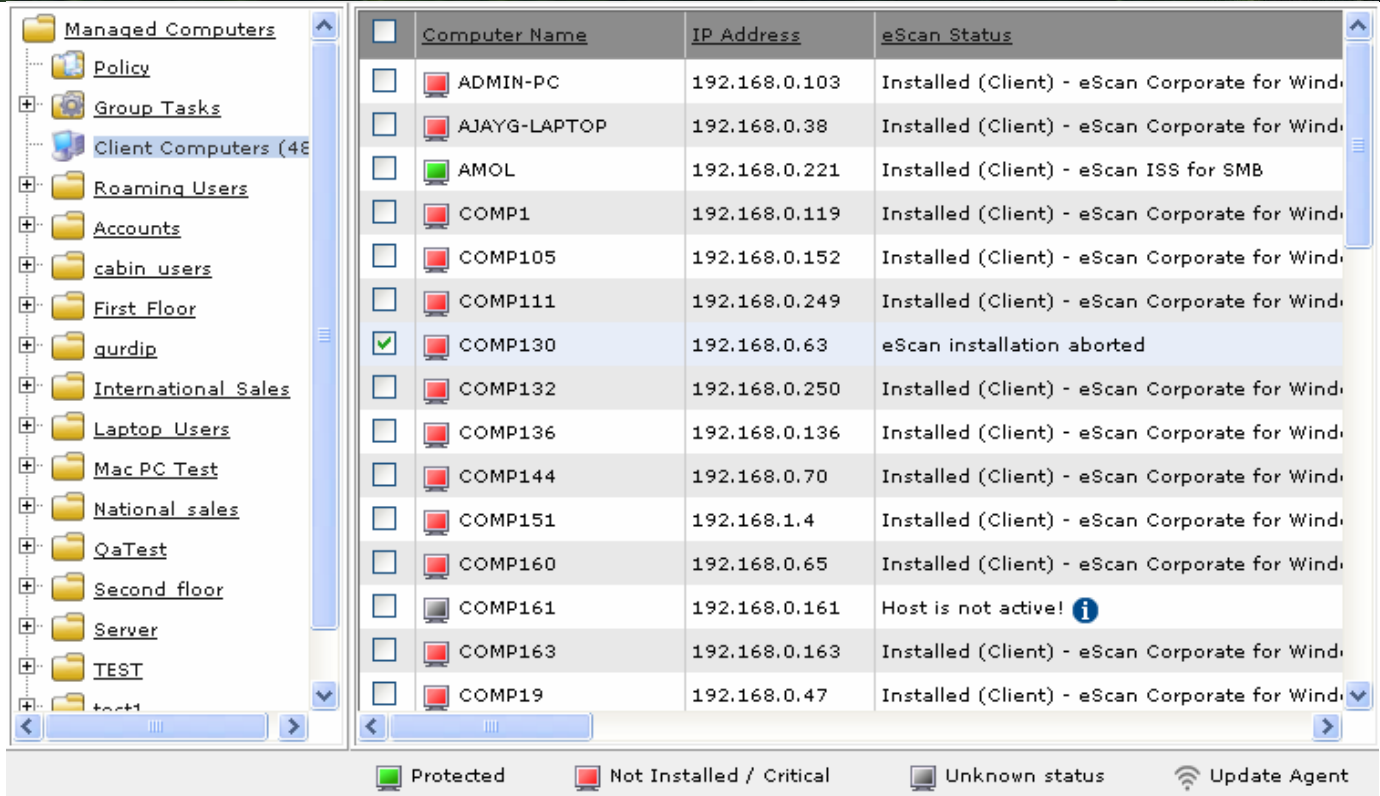 Managed Computers
Policy
Group Tasks
Client Computers (48
Roaming Users
Accounts
cabin_users
First_Floor
gurdip
International_Sales
Laptop_Users
Mac PC Test
National_sales
QaTest
Second_floor
Server
TEST
test1
Computer Name IP Address eScan Status
ADMIN-PC 192.168.0.103 Installed (Client) - eScan Corporate for Wind
AJAYG-LAPTOP 192.168.0.38 Installed (Client) - eScan Corporate for Wind
AMOL 192.168.0.221 Installed (Client) - eScan ISS for SMB
COMP1 192.168.0.119 Installed (Client) - eScan Corporate for Wind
COMP105 192.168.0.152 Installed (Client) - eScan Corporate for Wind
COMP111 192.168.0.249 Installed (Client) - eScan Corporate for Wind
COMP130 192.168.0.63 eScan installation aborted
COMP132 192.168.0.250 Installed (Client) - eScan Corporate for Wind
COMP136 192.168.0.136 Installed (Client) - eScan Corporate for Wind
COMP144 192.168.0.70 Installed (Client) - eScan Corporate for Wind
COMP151 192.168.1.4 Installed (Client) - eScan Corporate for Wind
COMP160 192.168.0.65 Installed (Client) - eScan Corporate for Wind
COMP161 192.168.0.161 Host is not active!
COMP163 192.168.0.163 Installed (Client) - eScan Corporate for Wind
COMP19 192.168.0.47 Installed (Client) - eScan Corporate for Wind
Protected Not Installed / Critical Unknown status Update Agent